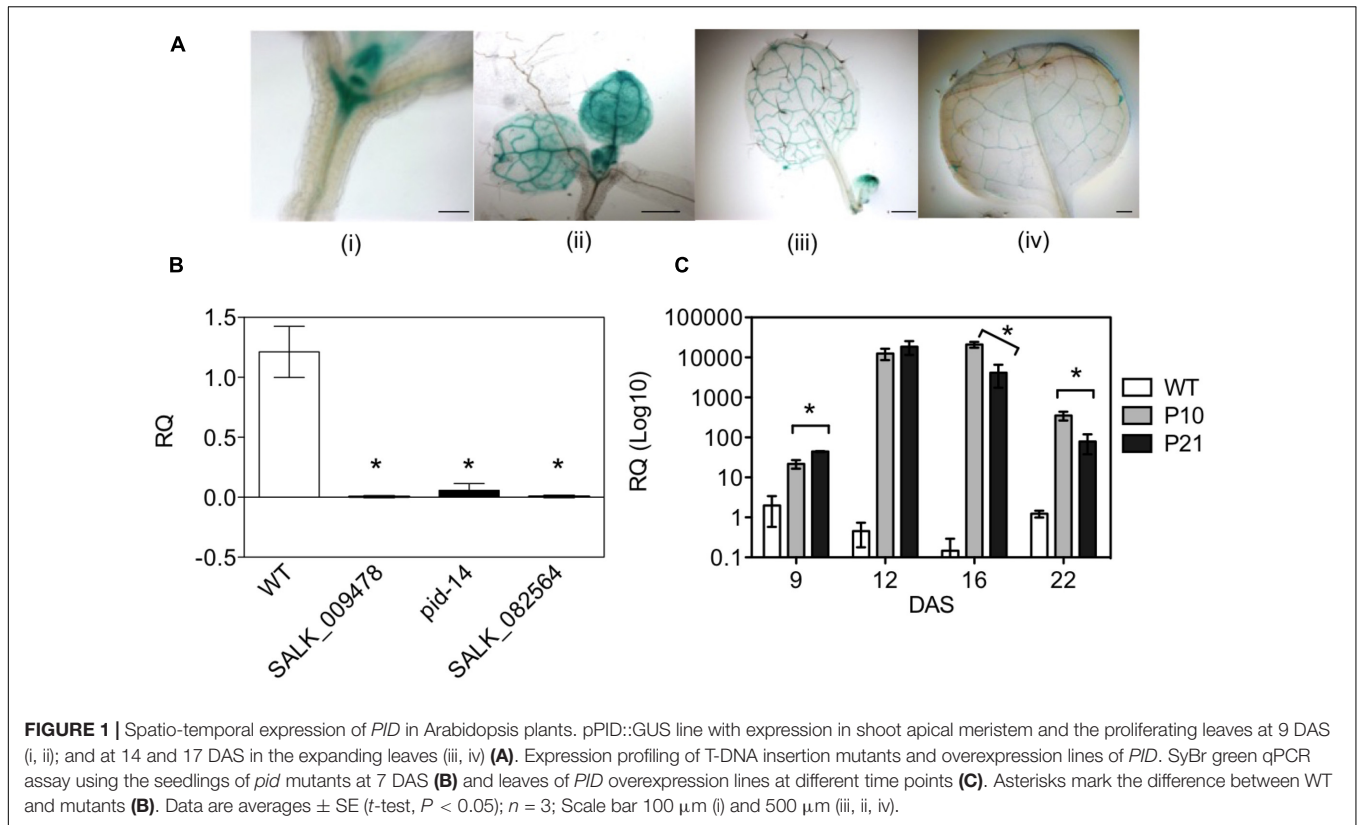 A
(i)
(ii)
(iii)
(iv)
B
1.5
1.0
0.5
0.0
-0.5
RQ
*
*
*
WT
SALK_009478
pid-14
SALK_082564
C
100000
10000
1000
100
10
1
0.1
RQ (Log10)
*
*
*
9
12
16
22
DAS
WT
P10
P21
FIGURE 1 | Spatio-temporal expression of PID in Arabidopsis plants. pPID::GUS line with expression in shoot apical meristem and the proliferating leaves at 9 DAS
(i, ii); and at 14 and 17 DAS in the expanding leaves (iii, iv) (A). Expression profiling of T-DNA insertion mutants and overexpression lines of PID. SyBr green qPCR
assay using the seedlings of pid mutants at 7 DAS (B) and leaves of PID overexpression lines at different time points (C). Asterisks mark the difference between WT
and mutants (B). Data are averages ± SE (t-test, P < 0.05); n = 3; Scale bar 100 μm (i) and 500 μm (iii, ii, iv).